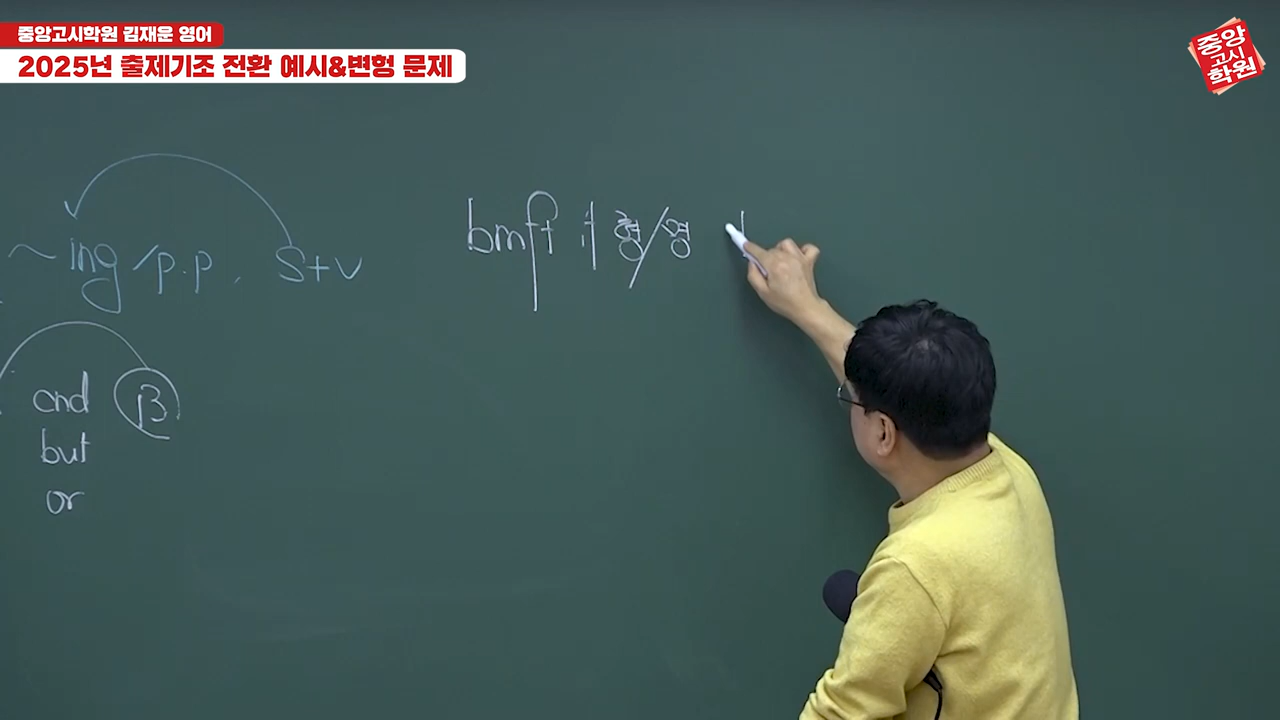 중앙고시학원 김재운 영어
2025년 출제기조 전환 예시&변형 문제
중앙
고시
학원
~ing/p.p. S+V
bmft it 형/명
and B
but
or